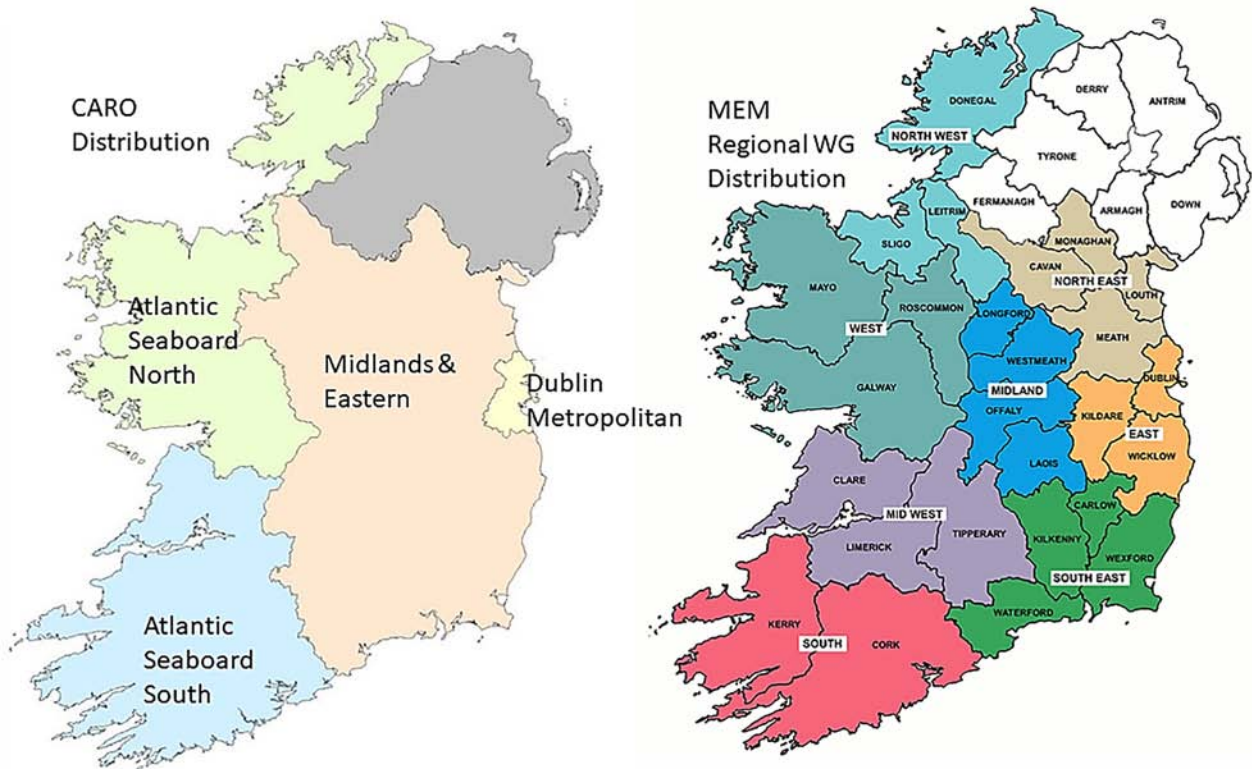 CARO
Distribution
Atlantic
Seaboard
North
Midlands &
Eastern
Dublin
Metropolitan
Atlantic
Seaboard
South
MEM
Regional WG
Distribution
DONEGAL
DERRY
ANTRIM
NORTH WEST
TYRONE
FERMANAGH
ARMAGH
DOWN
LEITRIM
SLIGO
MONAGHAN
CAVAN
NORTH EAST
LOUTH
MAYO
ROSCOMMON
LONGFORD
WEST
MEATH
WESTMEATH
DUBLIN
GALWAY
MIDLAND
OFFALY
KILDARE
EAST
WICKLOW
LAOIS
CLARE
CARLOW
MID WEST
TIPPERARY
KILKENNY
LIMERICK
WEXFORD
SOUTH EAST
WATERFORD
KERRY
SOUTH
CORK